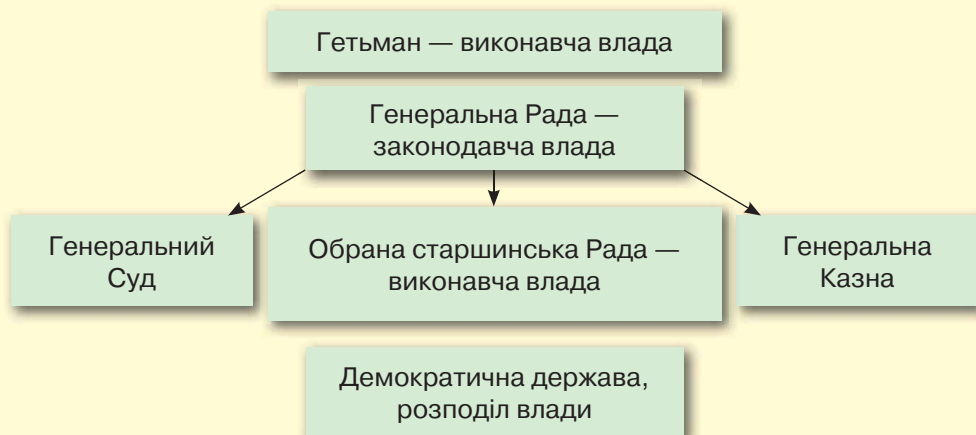 Гетьман — виконавча влада
Генеральна Рада —
законодавча влада
Генеральний
Суд
Обрана старшинська Рада —
виконавча влада
Генеральна
Казна
Демократична держава,
розподіл влади